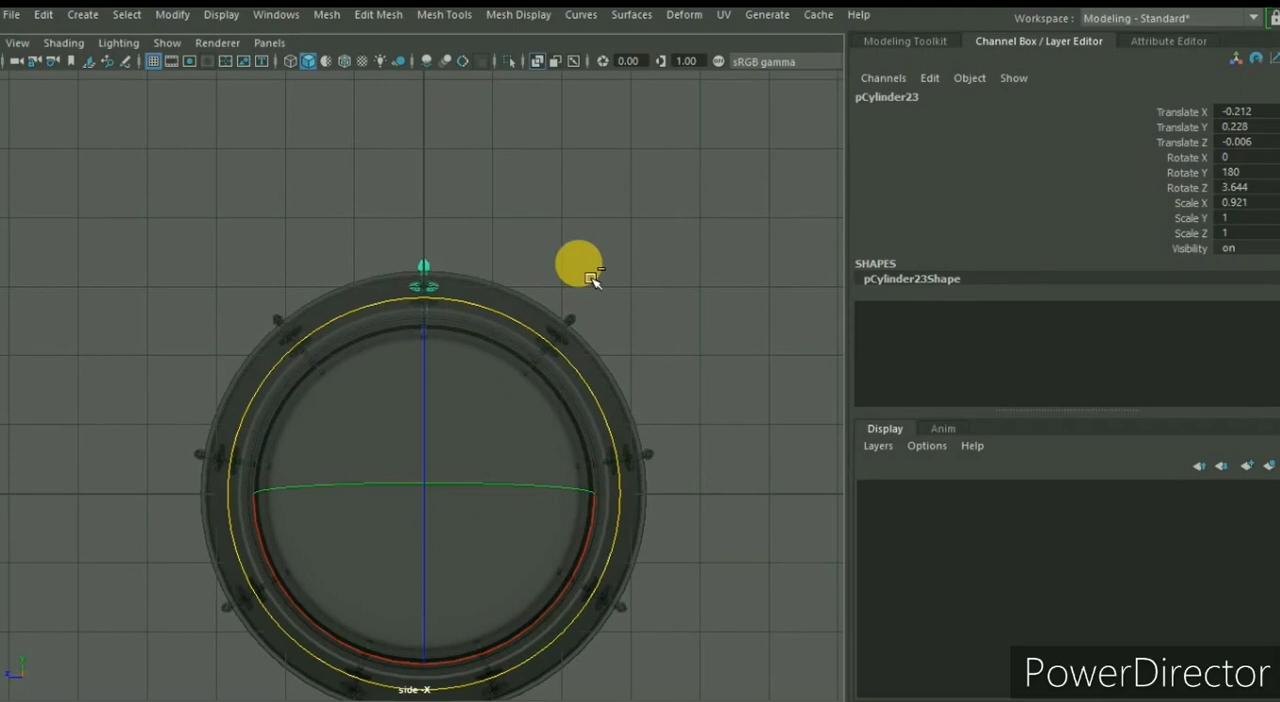 File Edit Create Select Modify Display Windows Mesh Edit Mesh Mesh Tools Mesh Display Curves Surfaces Deform UV Generate Cache Help
Workspace : Modeling - Standard*
View Shading Lighting Show Renderer Panels
0.00 1.00 sRGB gamma
Modeling Toolkit Channel Box / Layer Editor Attribute Editor
Channels Edit Object Show
pCylinder23
Translate X -0.212
Translate Y 0.228
Translate Z -0.006
Rotate X 0
Rotate Y 180
Rotate Z 3.644
Scale X 0.921
Scale Y 1
Scale Z 1
Visibility on
SHAPES
pCylinder23Shape
Display Anim
Layers Options Help
side -X
PowerDirector